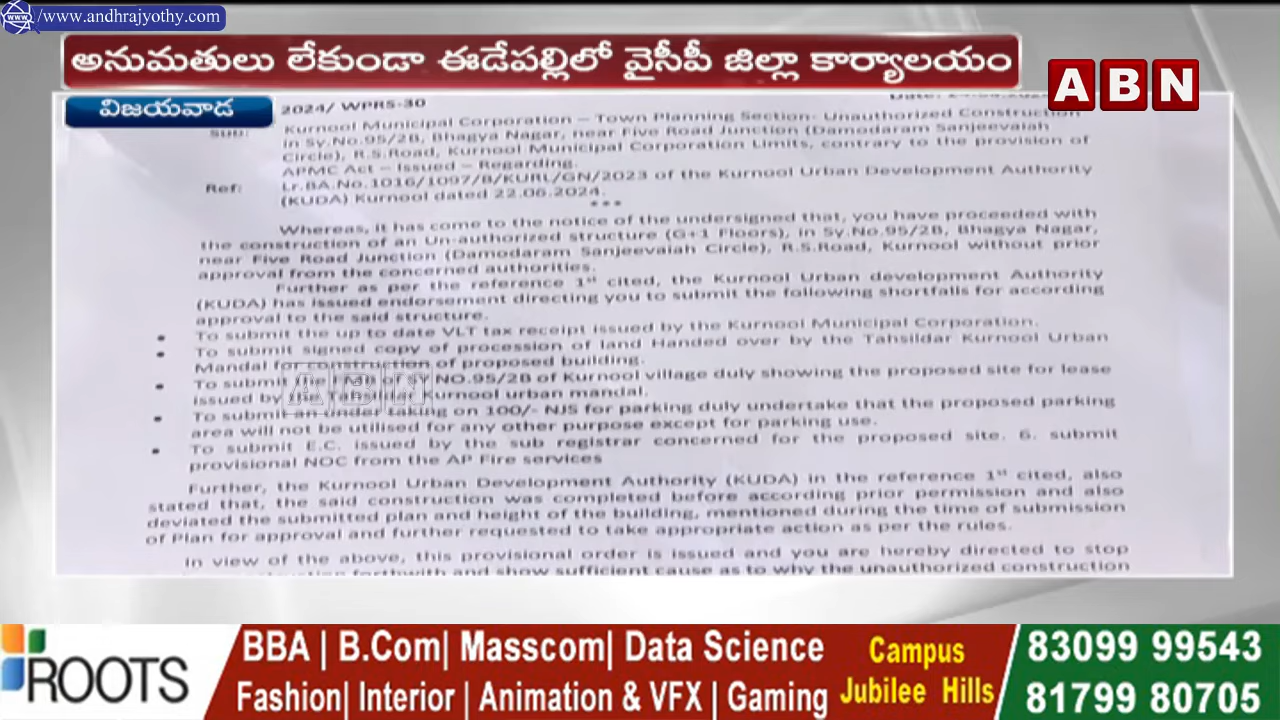 ://www.andhrajyothy.com
అనుమతులు లేకుండా ఈడేపల్లిలో వైసీపీ జిల్లా కార్యాలయం
ABN
విజయవాడ
2024/ WPRS-30
Sub: Kurnool Municipal Corporation – Town Planning Section- Unauthorized Construction
in Sy.No.95/2B, Bhagya Nagar, near Five Road Junction (Damodaram Sanjeevaiah
Circle), R.S.Road, Kurnool Municipal Corporation Limits, contrary to the provision of
APMC Act – Issued – Regarding.
Ref: Lr.BA.No.1016/1097/B/KURL/GN/2023 of the Kurnool Urban Development Authority
(KUDA) Kurnool dated 22.06.2024.
***
Whereas, it has come to the notice of the undersigned that, you have proceeded with
the construction of an Un-authorized structure (G+1 Floors), in Sy.No.95/2B, Bhagya Nagar,
near Five Road Junction (Damodaram Sanjeevaiah Circle), R.S.Road, Kurnool without prior
approval from the concerned authorities.
Further as per the reference 1st cited, the Kurnool Urban development Authority
(KUDA) has issued endorsement directing you to submit the following shortfalls for according
approval to the said structure.
• To submit the up to date VLT tax receipt issued by the Kurnool Municipal Corporation.
• To submit signed copy of procession of land Handed over by the Tahsildar Kurnool Urban
Mandal for construction of proposed building.
• To submit NO.95/2B of Kurnool village duly showing the proposed site for lease
issued by Kurnool urban mandal.
• To submit an under taking on 100/- NJS for parking duly undertake that the proposed parking
area will not be utilised for any other purpose except for parking use.
• To submit E.C. issued by the sub registrar concerned for the proposed site. 6. submit
provisional NOC from the AP Fire services
Further, the Kurnool Urban Development Authority (KUDA) in the reference 1st cited, also
stated that, the said construction was completed before according prior permission and also
deviated the submitted plan and height of the building, mentioned during the time of submission
of Plan for approval and further requested to take appropriate action as per the rules.
In view of the above, this provisional order is issued and you are hereby directed to stop
forthwith and show sufficient cause as to why the unauthorized construction
ABN
ROOTS
BBA | B.Com| Masscom| Data Science
Fashion| Interior | Animation & VFX | Gaming
Campus
Jubilee Hills
83099 99543
81799 80705